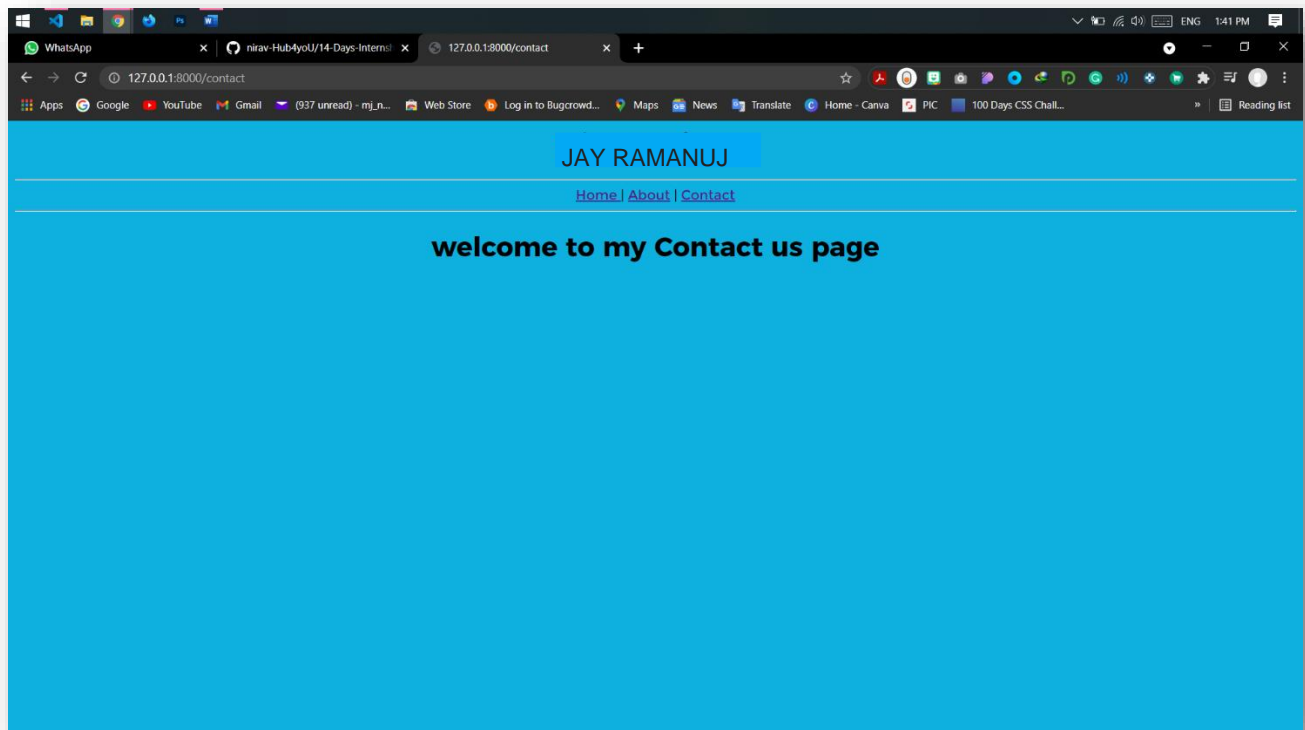 ENG 1:41 PM
WhatsApp
nirav-Hub4yoU/14-Days-Internsh
127.0.0.1:8000/contact
127.0.0.1:8000/contact
Apps Google YouTube Gmail (937 unread) - mj_n... Web Store Log in to Bugcrowd... Maps News Translate Home - Canva PIC 100 Days CSS Chall... » Reading list
JAY RAMANUJ
Home | About | Contact
welcome to my Contact us page